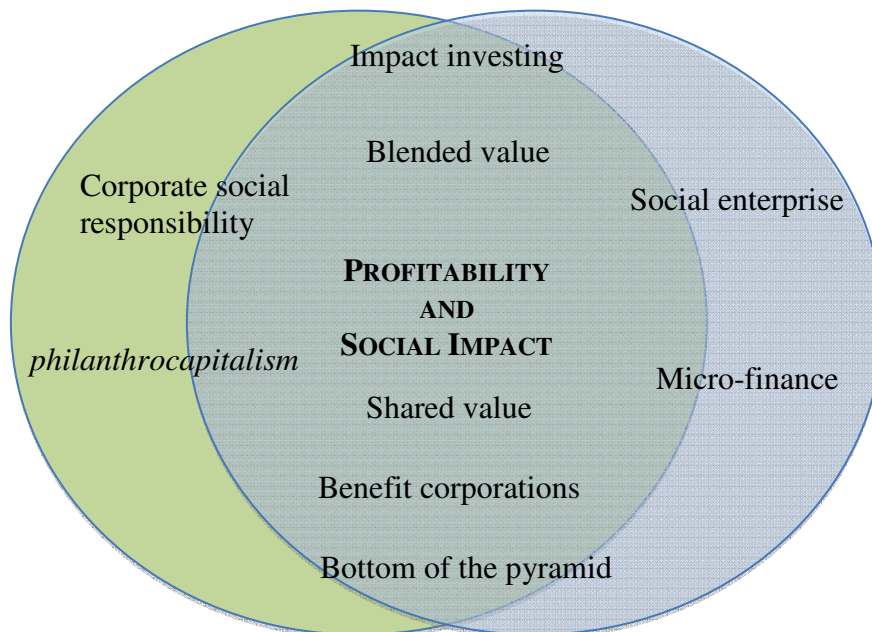 Impact investing
Blended value
Corporate social
responsibility
Social enterprise
PROFITABILITY
AND
SOCIAL IMPACT
philanthrocapitalism
Micro-finance
Shared value
Benefit corporations
Bottom of the pyramid